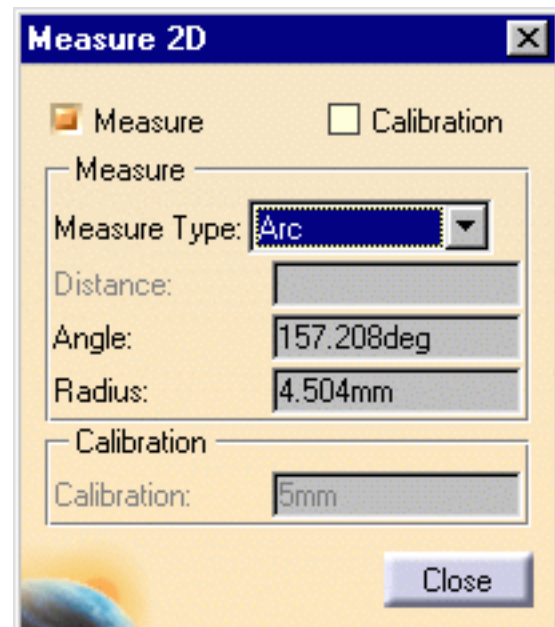 Measure 2D
Measure Calibration
Measure
Measure Type: Arc
Distance:
Angle: 157.208deg
Radius: 4.504mm
Calibration
Calibration: 5mm
Close